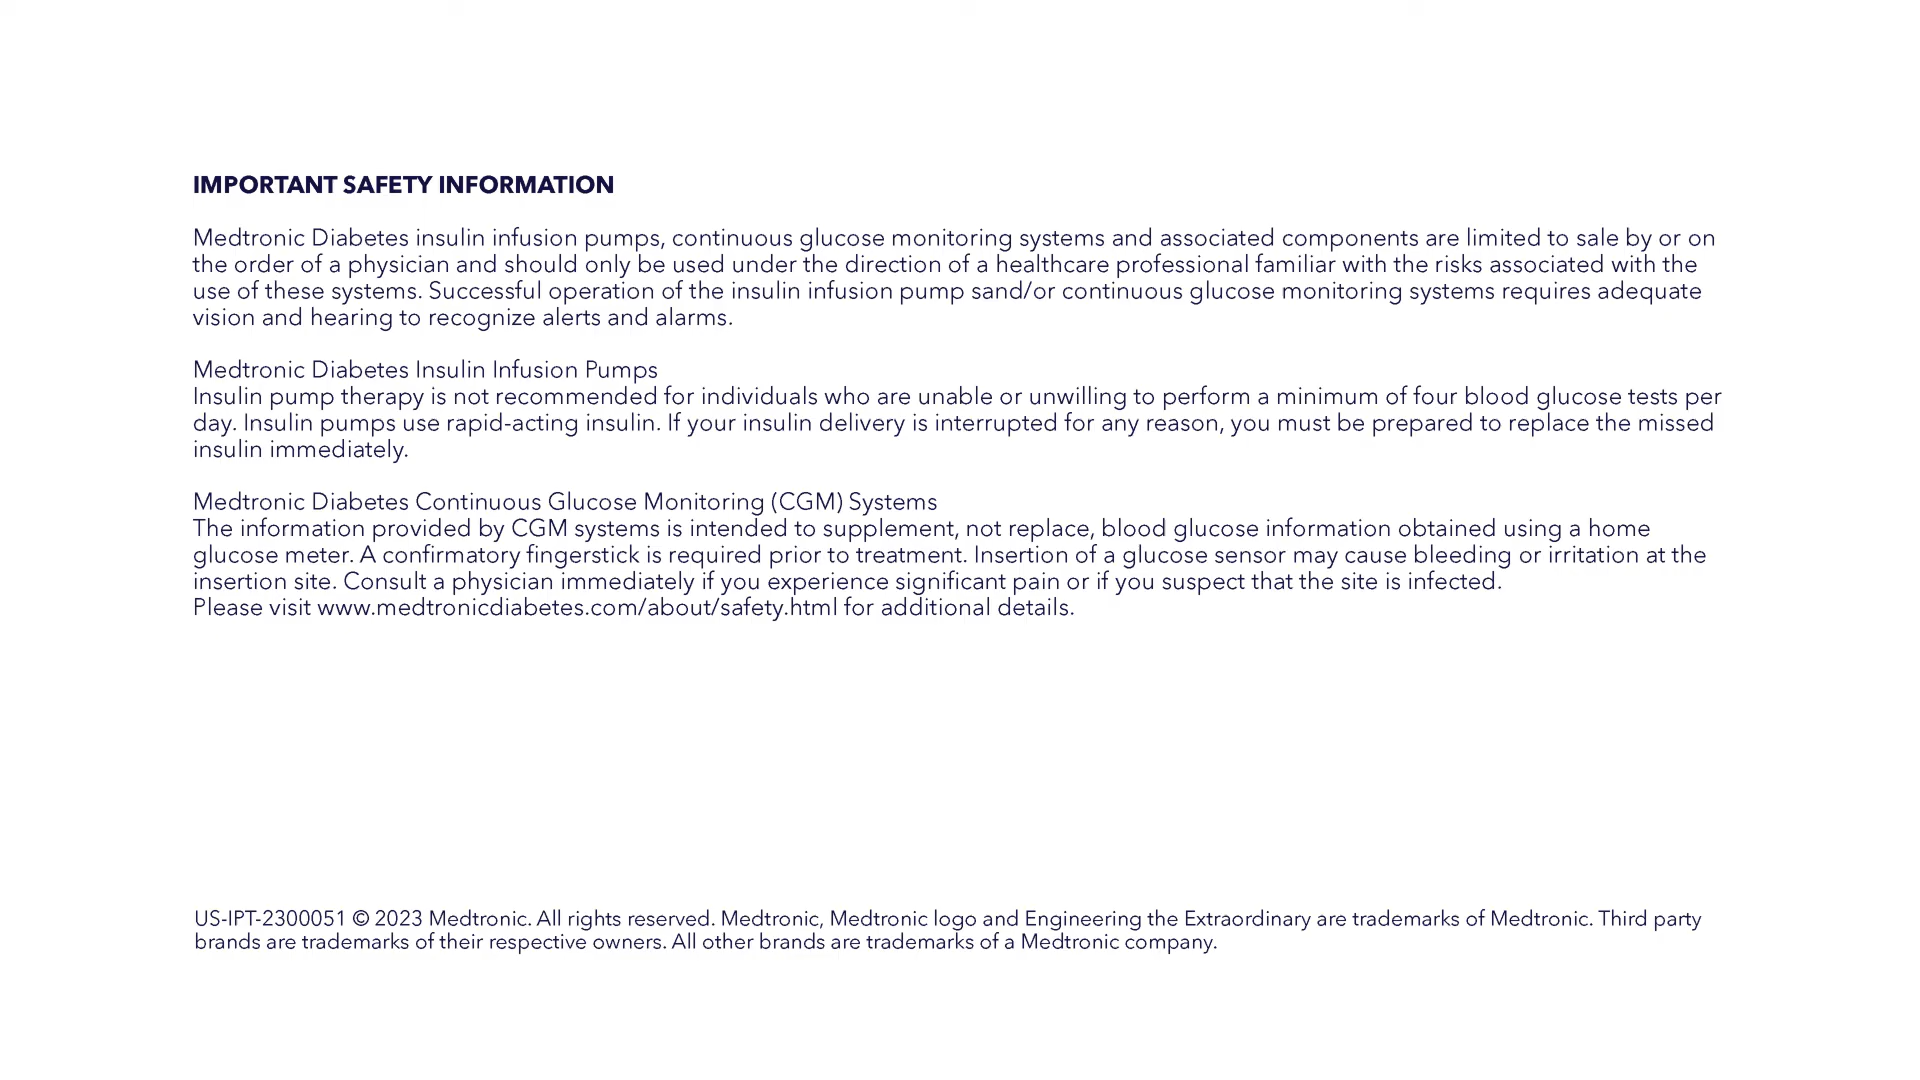 IMPORTANT SAFETY INFORMATION
Medtronic Diabetes insulin infusion pumps, continuous glucose monitoring systems and associated components are limited to sale by or on
the order of a physician and should only be used under the direction of a healthcare professional familiar with the risks associated with the
use of these systems. Successful operation of the insulin infusion pump sand/or continuous glucose monitoring systems requires adequate
vision and hearing to recognize alerts and alarms.
Medtronic Diabetes Insulin Infusion Pumps
Insulin pump therapy is not recommended for individuals who are unable or unwilling to perform a minimum of four blood glucose tests per
day. Insulin pumps use rapid-acting insulin. If your insulin delivery is interrupted for any reason, you must be prepared to replace the missed
insulin immediately.
Medtronic Diabetes Continuous Glucose Monitoring (CGM) Systems
The information provided by CGM systems is intended to supplement, not replace, blood glucose information obtained using a home
glucose meter. A confirmatory fingerstick is required prior to treatment. Insertion of a glucose sensor may cause bleeding or irritation at the
insertion site. Consult a physician immediately if you experience significant pain or if you suspect that the site is infected.
Please visit www.medtronicdiabetes.com/about/safety.html for additional details.
US-IPT-2300051 © 2023 Medtronic. All rights reserved. Medtronic, Medtronic logo and Engineering the Extraordinary are trademarks of Medtronic. Third party
brands are trademarks of their respective owners. All other brands are trademarks of a Medtronic company.